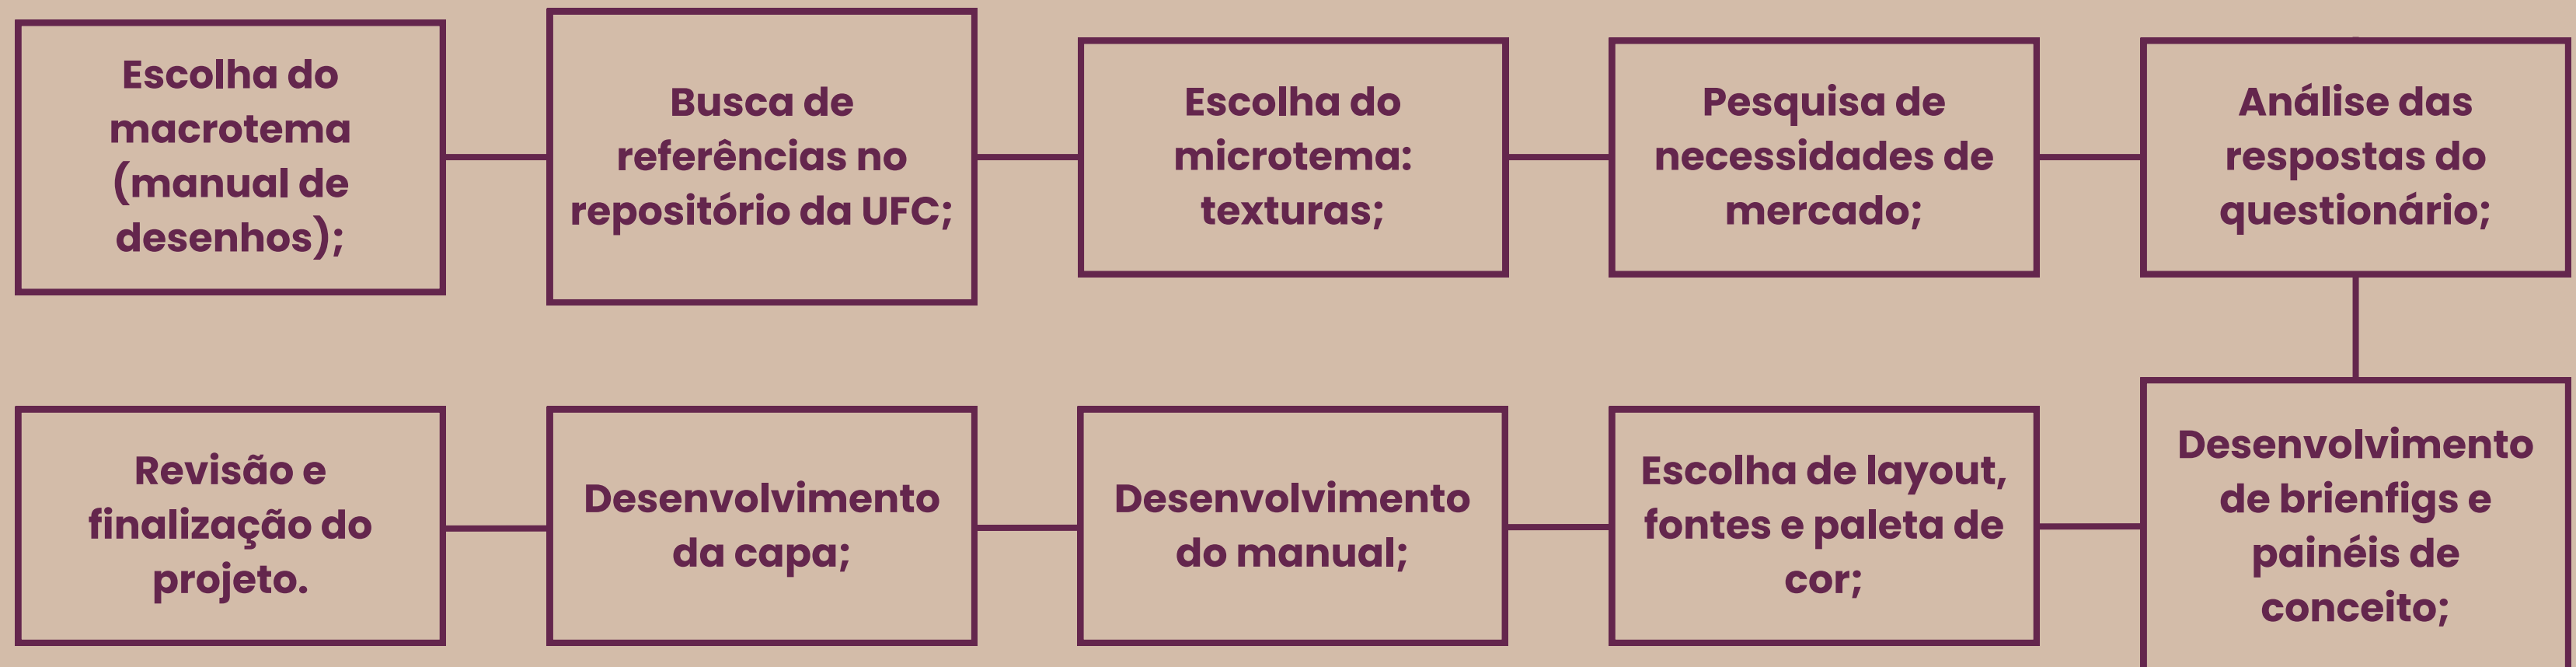 Escolha do
macrotema
(manual de
desenhos);
Busca de
referências no
repositório da UFC;
Escolha do
microtema:
texturas;
Pesquisa de
necessidades de
mercado;
Análise das
respostas do
questionário;
Desenvolvimento
de brienfigs e
painéis de
conceito;
Escolha de layout,
fontes e paleta de
cor;
Desenvolvimento
do manual;
Desenvolvimento
da capa;
Revisão e
finalização do
projeto.